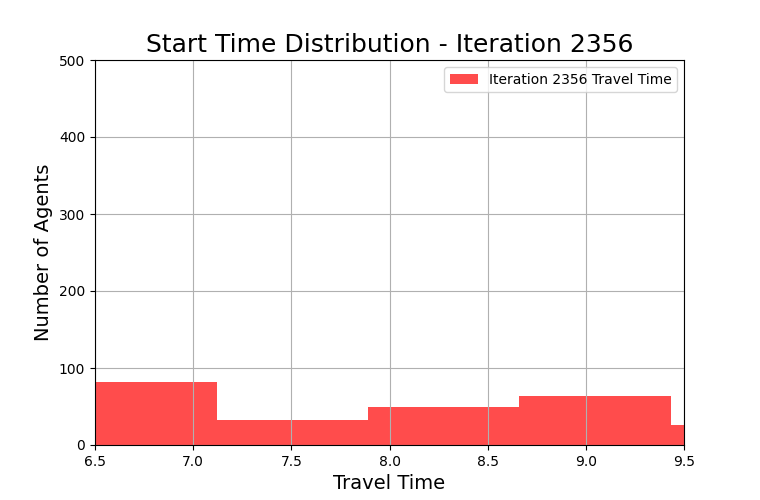 Start Time Distribution - Iteration 2356
Iteration 2356 Travel Time
Number of Agents
500
400
300
200
100
0
6.5 7.0 7.5 8.0 8.5 9.0 9.5
Travel Time